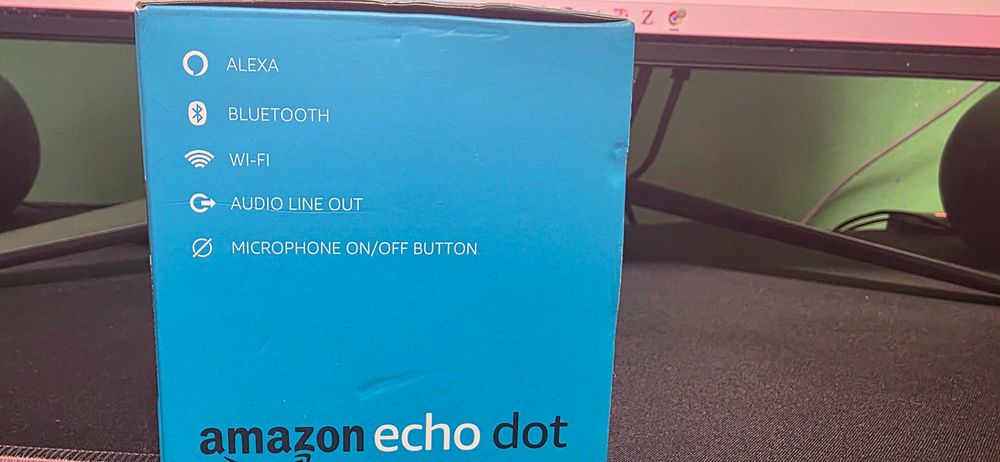 ALEXA
BLUETOOTH
WI-FI
AUDIO LINE OUT
MICROPHONE ON/OFF BUTTON
amazon echo dot
Z